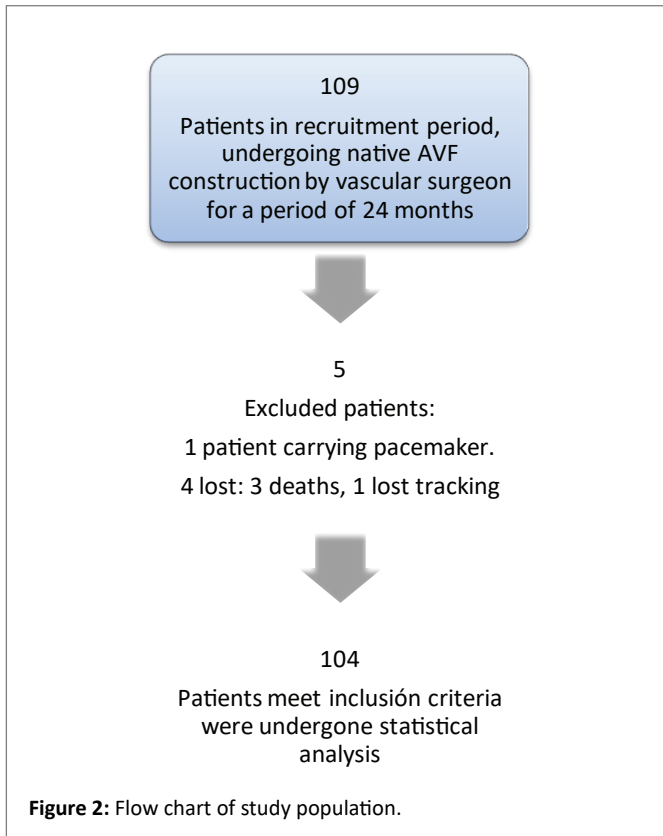 109
Patients in recruitment period,
undergoing native AVF
construction by vascular surgeon
for a period of 24 months
5
Excluded patients:
1 patient carrying pacemaker.
4 lost: 3 deaths, 1 lost tracking
104
Patients meet inclusión criteria
were undergone statistical
analysis
Figure 2: Flow chart of study population.